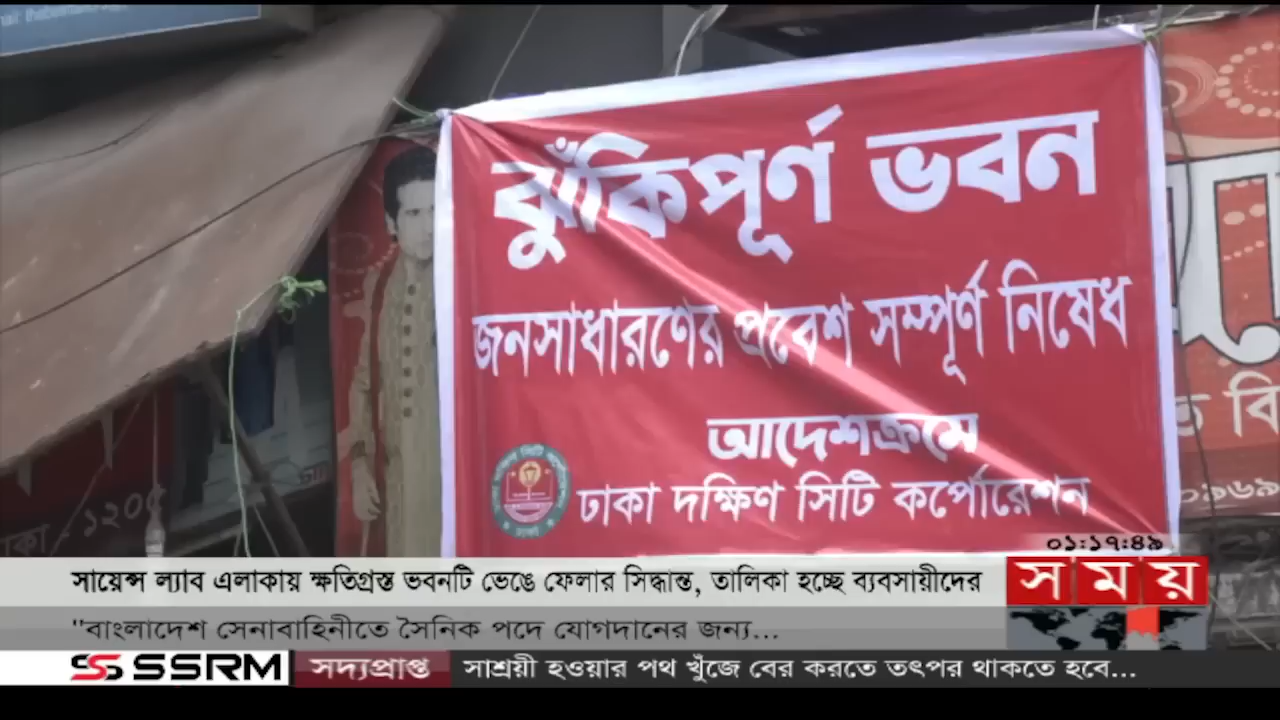 ঝুঁকিপূর্ণ ভবন
জনসাধারণের প্রবেশ সম্পূর্ণ নিষেধ
আদেশক্রমে
ঢাকা দক্ষিণ সিটি কর্পোরেশন
০১:১৭:৪৯
সায়েন্স ল্যাব এলাকায় ক্ষতিগ্রস্ত ভবনটি ভেঙে ফেলার সিদ্ধান্ত, তালিকা হচ্ছে ব্যবসায়ীদের
সময়
"বাংলাদেশ সেনাবাহিনীতে সৈনিক পদে যোগদানের জন্য...
SSRM
সদ্যপ্রাপ্ত
সাশ্রয়ী হওয়ার পথ খুঁজে বের করতে তৎপর থাকতে হবে...